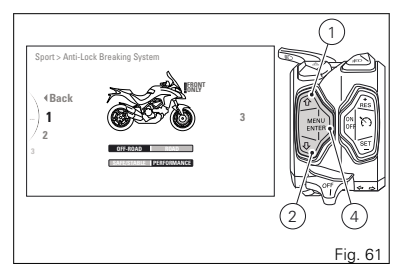 Sport > Anti-Lock Breaking System
FRONT
ONLY
Back
1
2
3
3
OFF-ROAD ROAD
SAFE/STABLE PERFORMANCE
1
RES
MENU
ENTER
ON
OFF
SET
OFF
2
4
Fig. 61